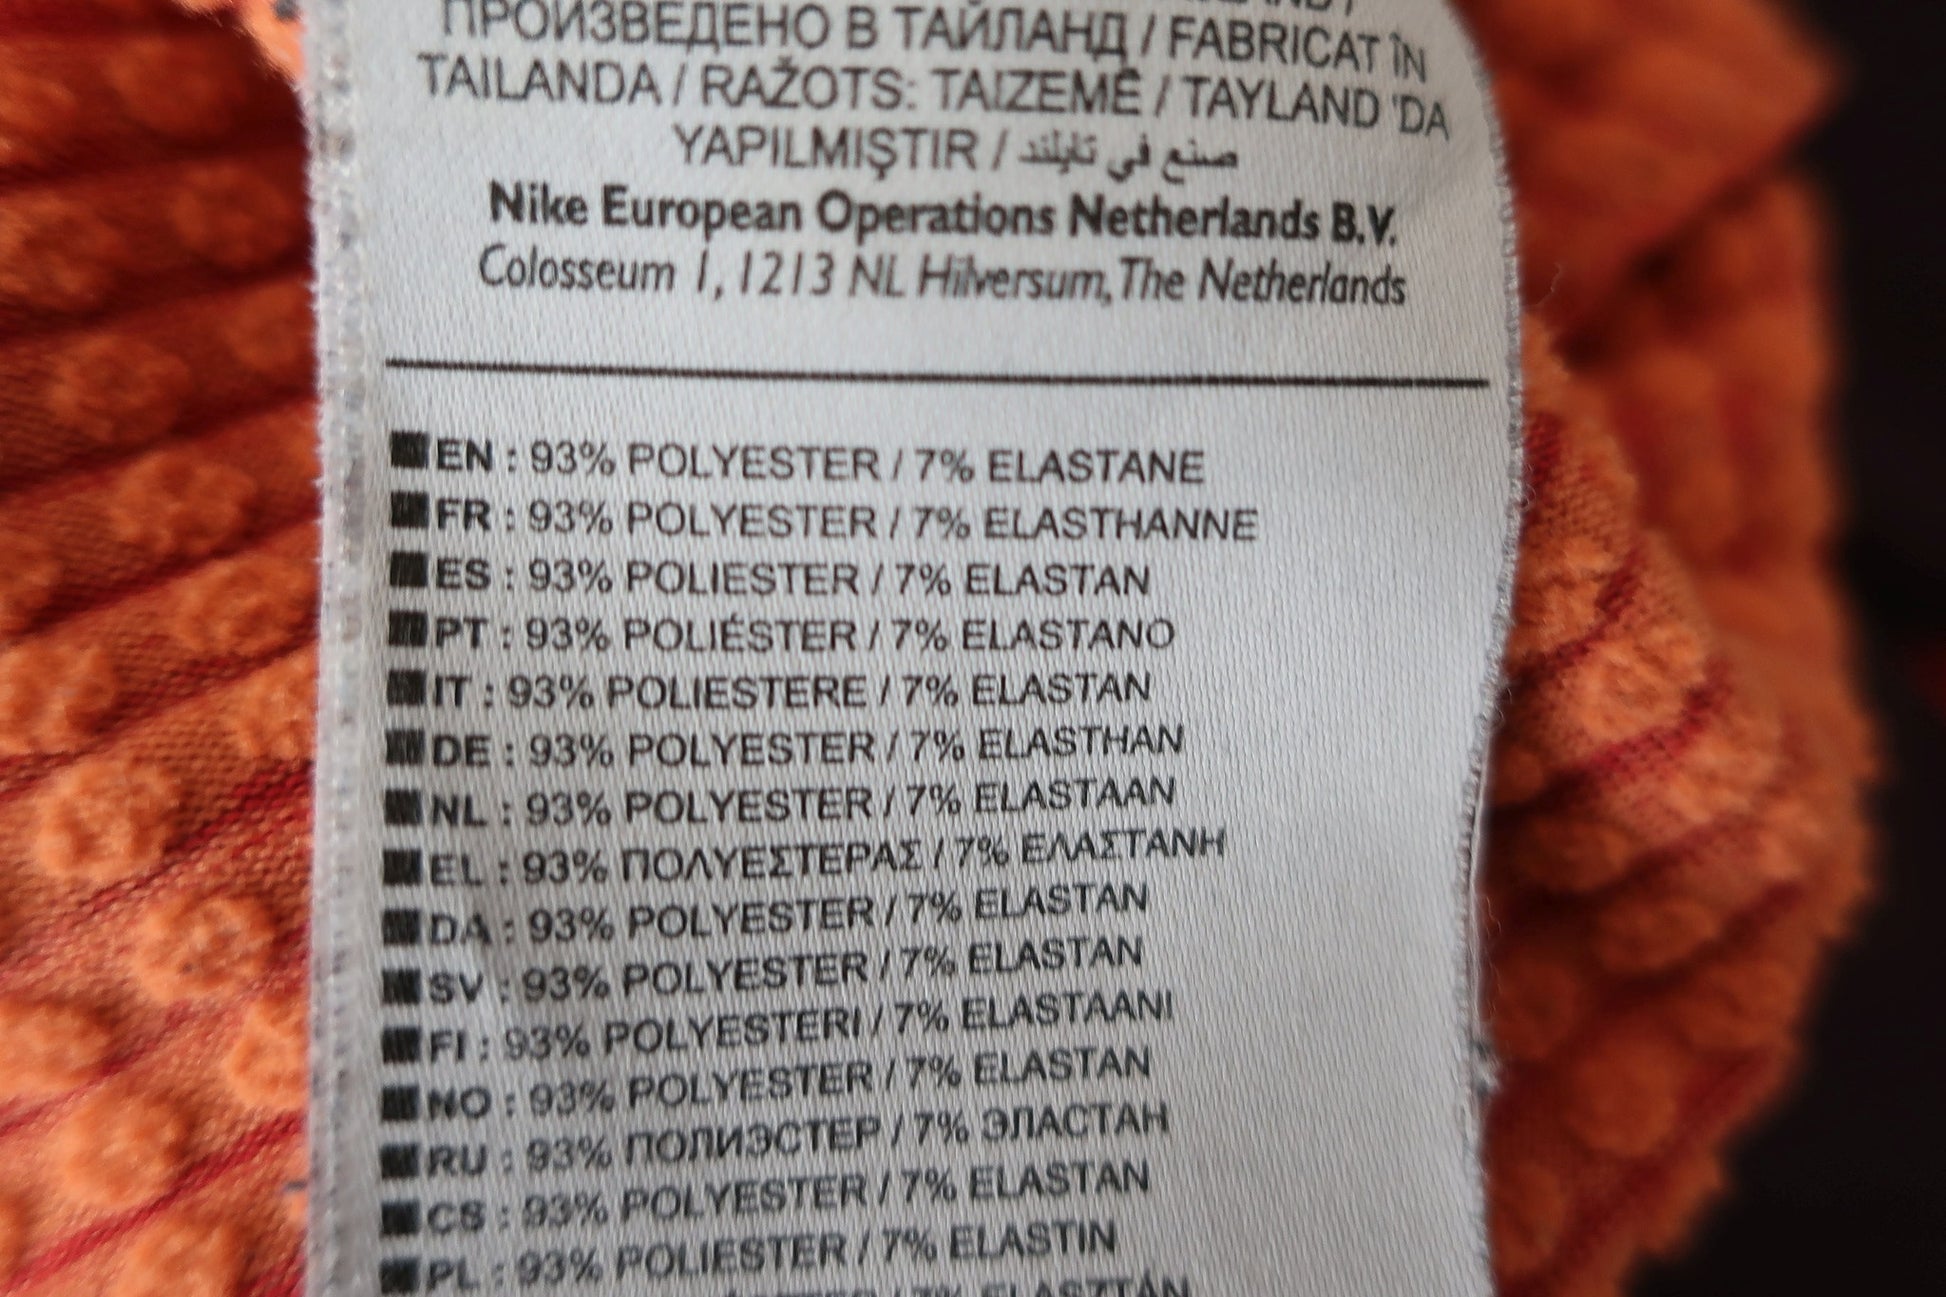 ПРОИЗВЕДЕНО В ТАЙЛАНД / FABRICAT ÎN
TAILANDA / RAŽOTS: TAIZEMĒ / TAYLAND 'DA
YAPILMIŞTIR / صنع في تايلند
Nike European Operations Netherlands B.V.
Colosseum 1, 1213 NL Hilversum, The Netherlands
EN : 93% POLYESTER / 7% ELASTANE
FR : 93% POLYESTER / 7% ELASTHANNE
ES : 93% POLIESTER / 7% ELASTAN
PT : 93% POLIÉSTER / 7% ELASTANO
IT : 93% POLIESTERE / 7% ELASTAN
DE : 93% POLYESTER / 7% ELASTHAN
NL : 93% POLYESTER / 7% ELASTAAN
EL : 93% ΠΟΛΥΕΣΤΕΡΑΣ / 7% ΕΛΑΣΤΑΝΗ
DA : 93% POLYESTER / 7% ELASTAN
SV : 93% POLYESTER / 7% ELASTAN
FI : 93% POLYESTERI / 7% ELASTAANI
NO : 93% POLYESTER / 7% ELASTAN
RU : 93% ПОЛИЭСТЕР / 7% ЭЛАСТАН
CS : 93% POLYESTER / 7% ELASTAN
PL : 93% POLIESTER / 7% ELASTIN